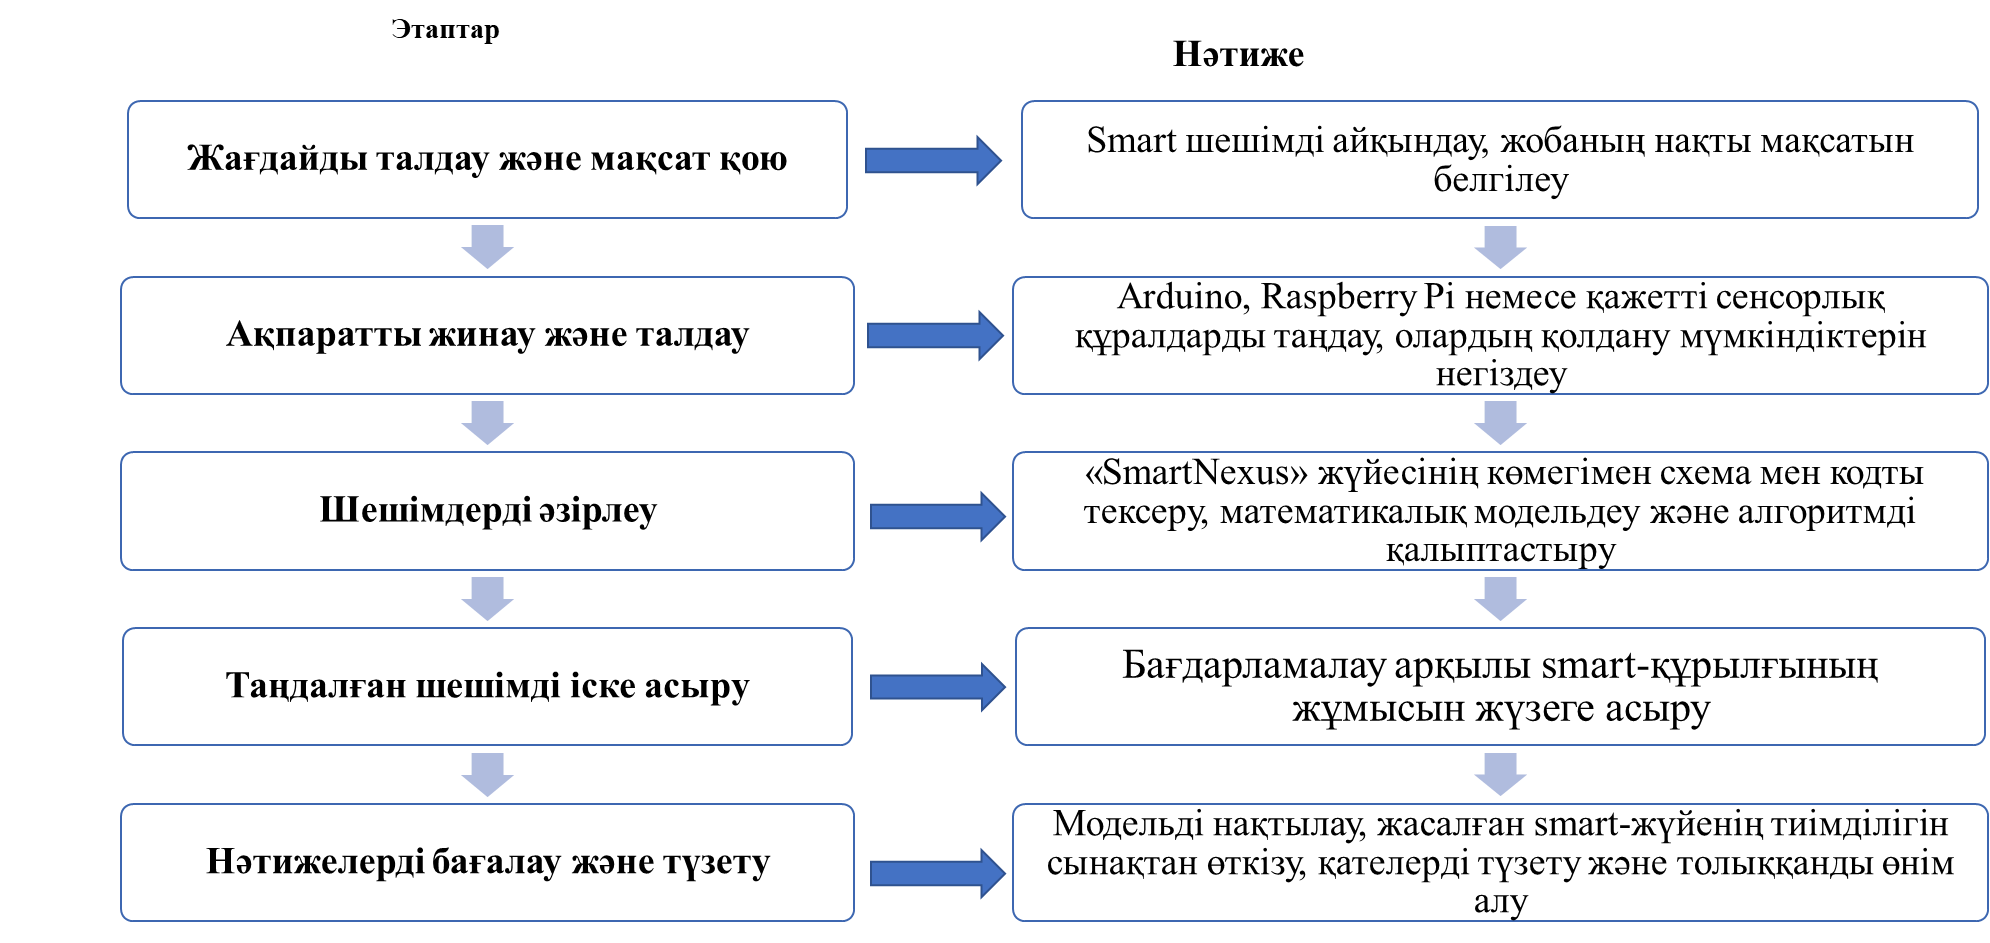 Этаптар
Нәтиже
Жағдайды талдау және мақсат қою
Smart шешімді айқындау, жобаның нақты мақсатын
белгілеу
Ақпаратты жинау және талдау
Arduino, Raspberry Pi немесе қажетті сенсорлық
құралдарды таңдау, олардың қолдану мүмкіндіктерін
негіздеу
Шешімдерді әзірлеу
«SmartNexus» жүйесінің көмегімен схема мен кодты
тексеру, математикалық модельдеу және алгоритмді
қалыптастыру
Таңдалған шешімді іске асыру
Бағдарламалау арқылы smart-құрылғының
жұмысын жүзеге асыру
Нәтижелерді бағалау және түзету
Модельді нақтылау, жасалған smart-жүйенің тиімділігін
сынақтан өткізу, қателерді түзету және толыққанды өнім
алу